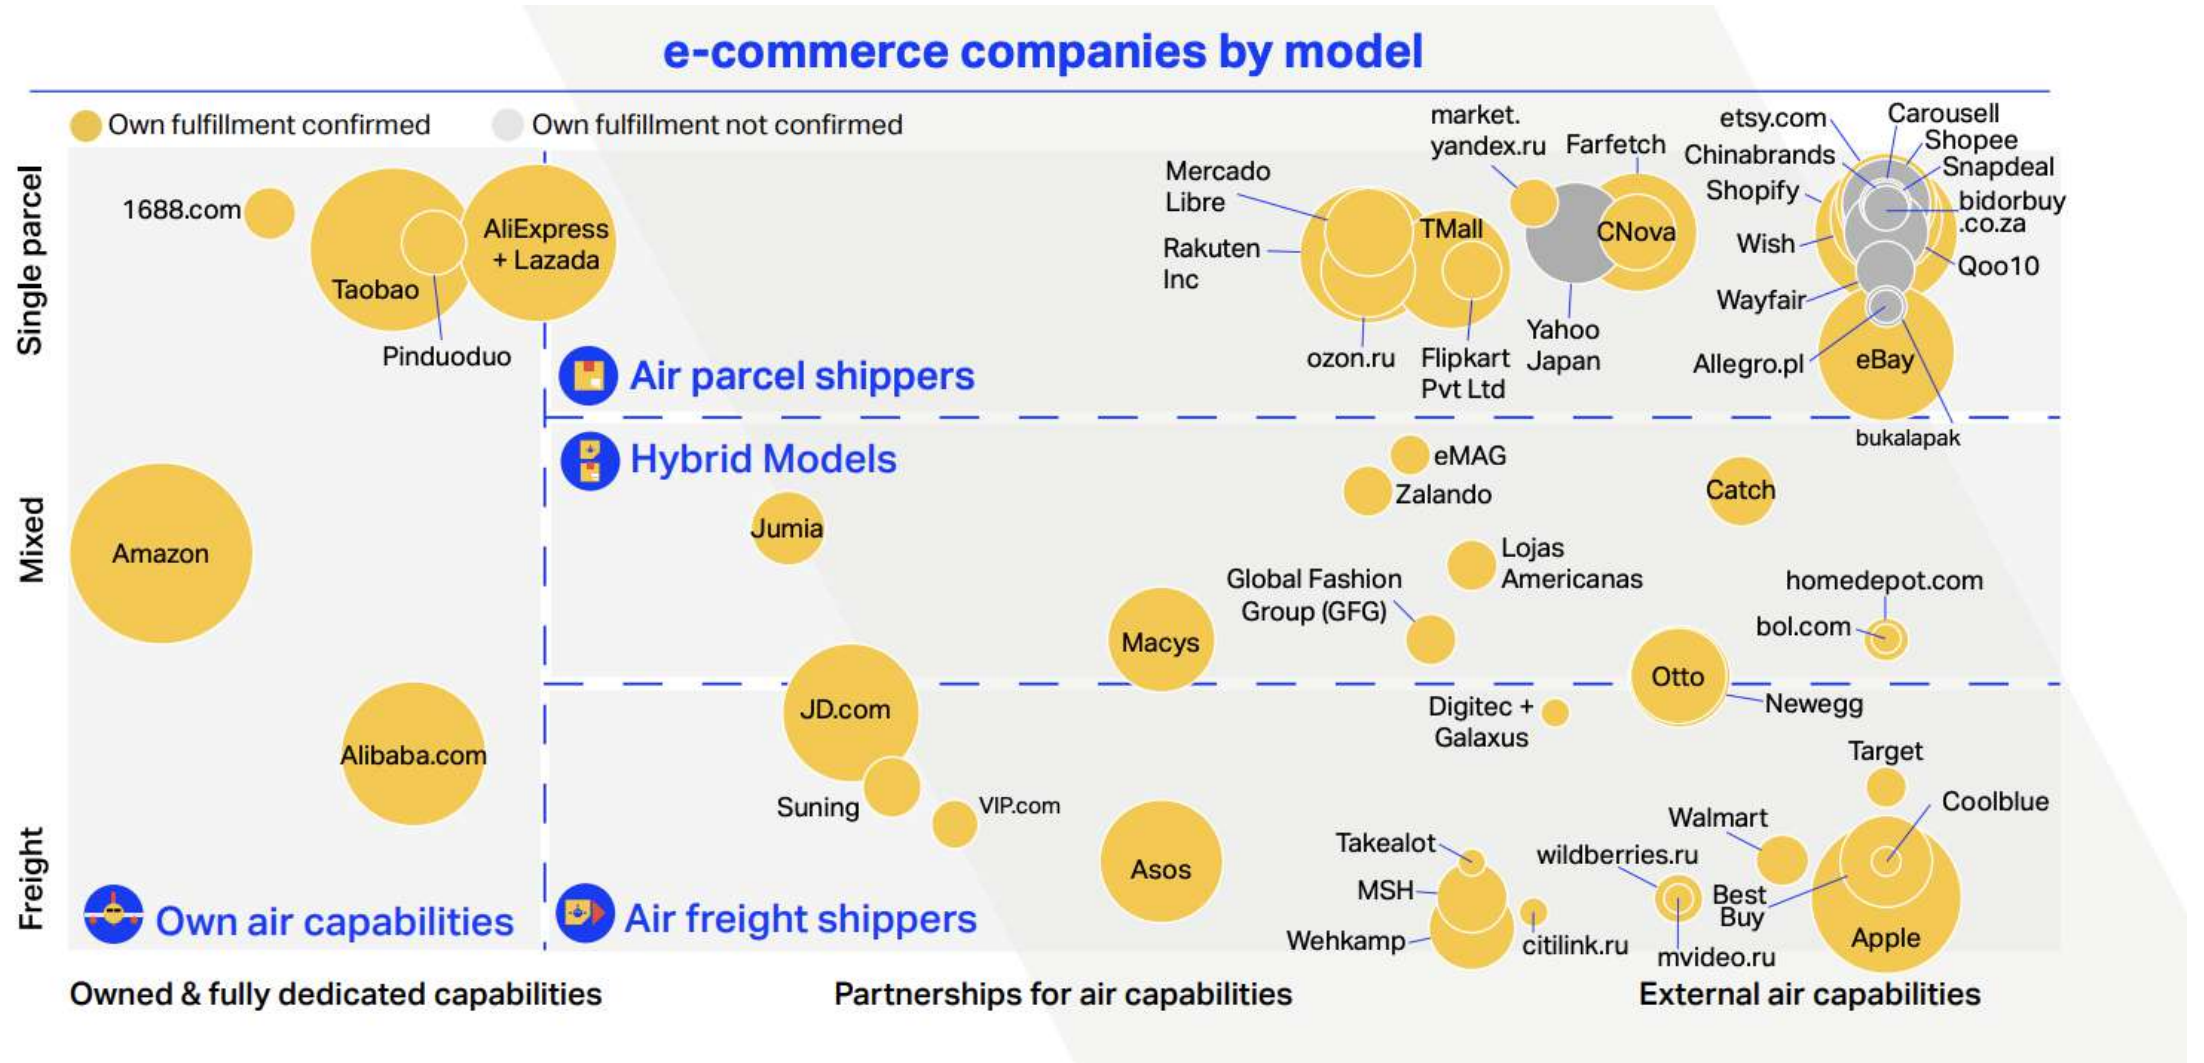 e-commerce companies by model
Own fulfillment confirmed
Own fulfillment not confirmed
Single parcel
Mixed
Freight
1688.com
Taobao
Pinduoduo
AliExpress
+ Lazada
Mercado
Libre
Rakuten
Inc
ozon.ru
TMall
Flipkart
Pvt Ltd
market.
yandex.ru
Yahoo
Japan
Farfetch
CNova
etsy.com
Chinabrands
Shopify
Wish
Wayfair
Allegro.pl
Carousell
Shopee
Snapdeal
bidorbuy
.co.za
Qoo10
eBay
bukalapak
Air parcel shippers
Hybrid Models
Amazon
Jumia
eMAG
Zalando
Catch
Lojas
Americanas
Global Fashion
Group (GFG)
Macys
homedepot.com
bol.com
Otto
Newegg
Alibaba.com
JD.com
Suning
VIP.com
Asos
Digitec +
Galaxus
Takealot
MSH
Wehkamp
citilink.ru
wildberries.ru
mvideo.ru
Walmart
Target
Coolblue
Best
Buy
Apple
Own air capabilities
Air freight shippers
Owned & fully dedicated capabilities
Partnerships for air capabilities
External air capabilities